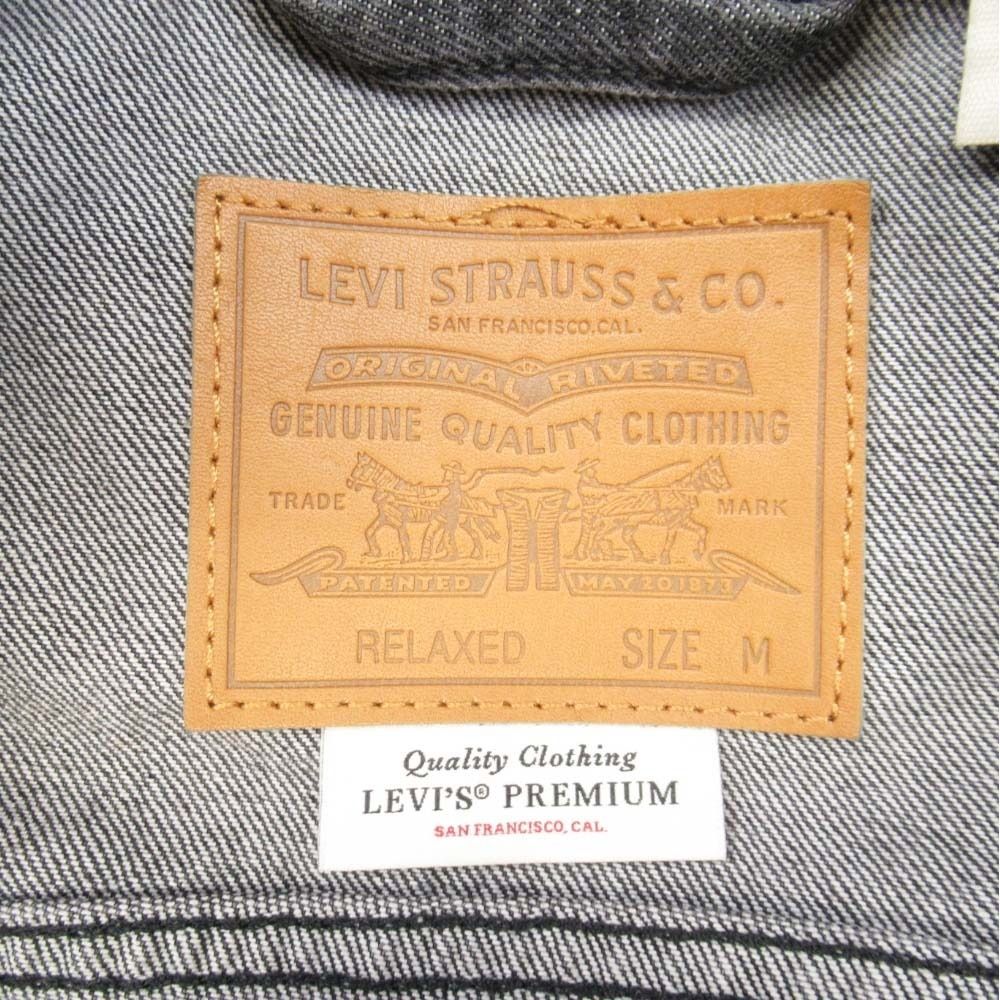 LEVI STRAUSS & CO.
SAN FRANCISCO, CAL.
ORIGINAL RIVETED
GENUINE QUALITY CLOTHING
TRADE MARK
PATENTED MAY 20 1873
RELAXED SIZE M
Quality Clothing
LEVI'S® PREMIUM
SAN FRANCISCO, CAL.